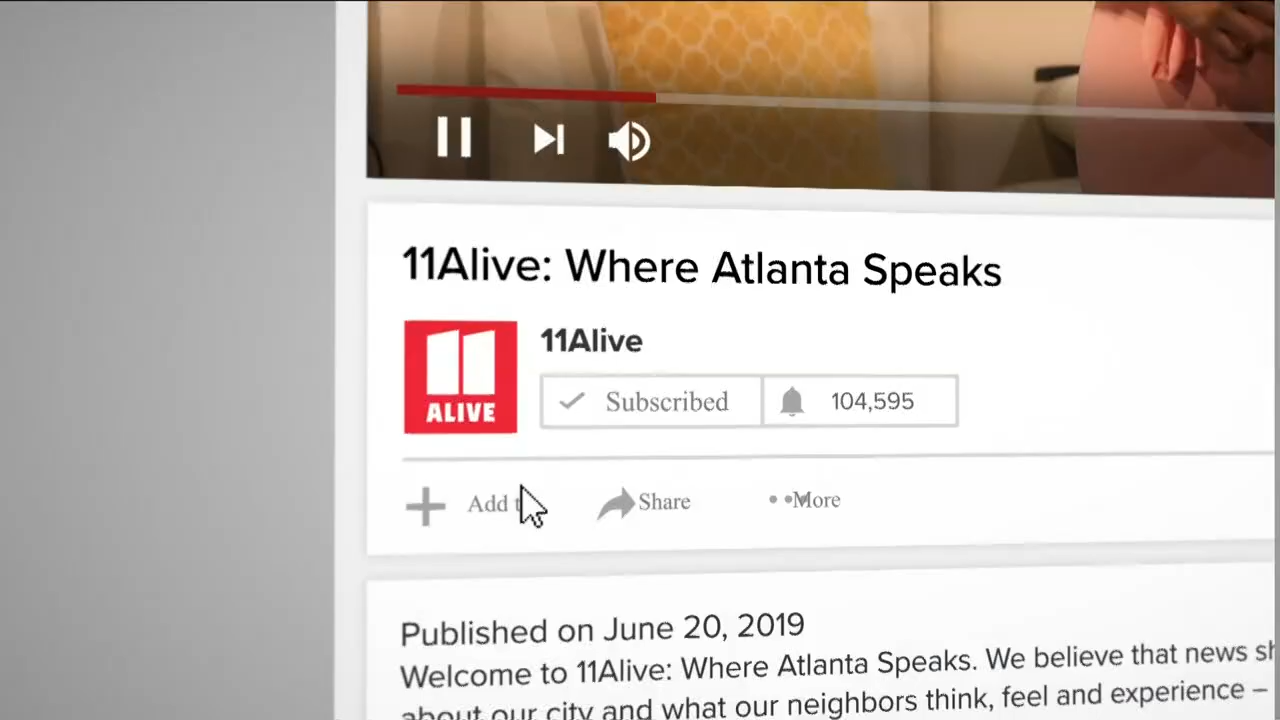 11Alive: Where Atlanta Speaks
ALIVE
11Alive
Subscribed
104,595
Add
Share
More
Published on June 20, 2019
Welcome to 11Alive: Where Atlanta Speaks. We believe that news
about our city and what our neighbors think, feel and experience –